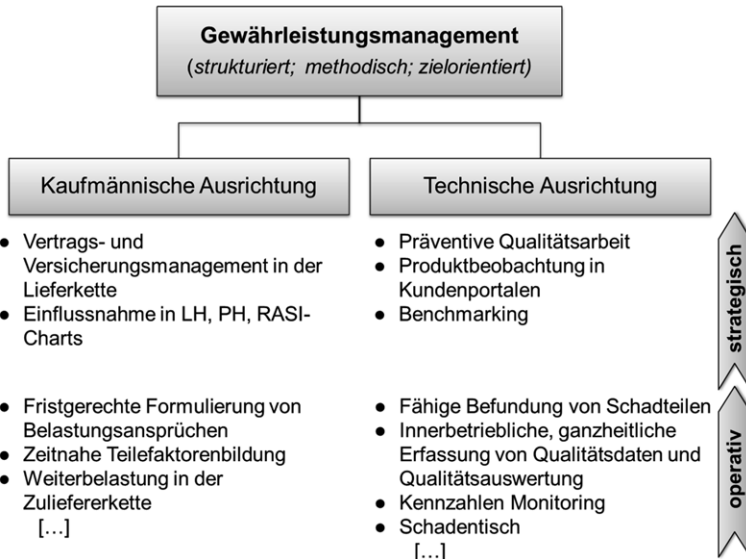 Gewährleistungsmanagement
(strukturiert; methodisch; zielorientiert)
Kaufmännische Ausrichtung
● Vertrags- und
Versicherungsmanagement in der
Lieferkette
● Einflussnahme in LH, PH, RASI-
Charts
● Fristgerechte Formulierung von
Belastungsansprüchen
● Zeitnahe Teilefaktorenbildung
● Weiterbelastung in der
Zuliefererkette
[...]
Technische Ausrichtung
● Präventive Qualitätsarbeit
● Produktbeobachtung in
Kundenportalen
● Benchmarking
● Fähige Befundung von Schadteilen
● Innerbetriebliche, ganzheitliche
Erfassung von Qualitätsdaten und
Qualitätsauswertung
● Kennzahlen Monitoring
● Schadentisch
[...]
strategisch
operativ